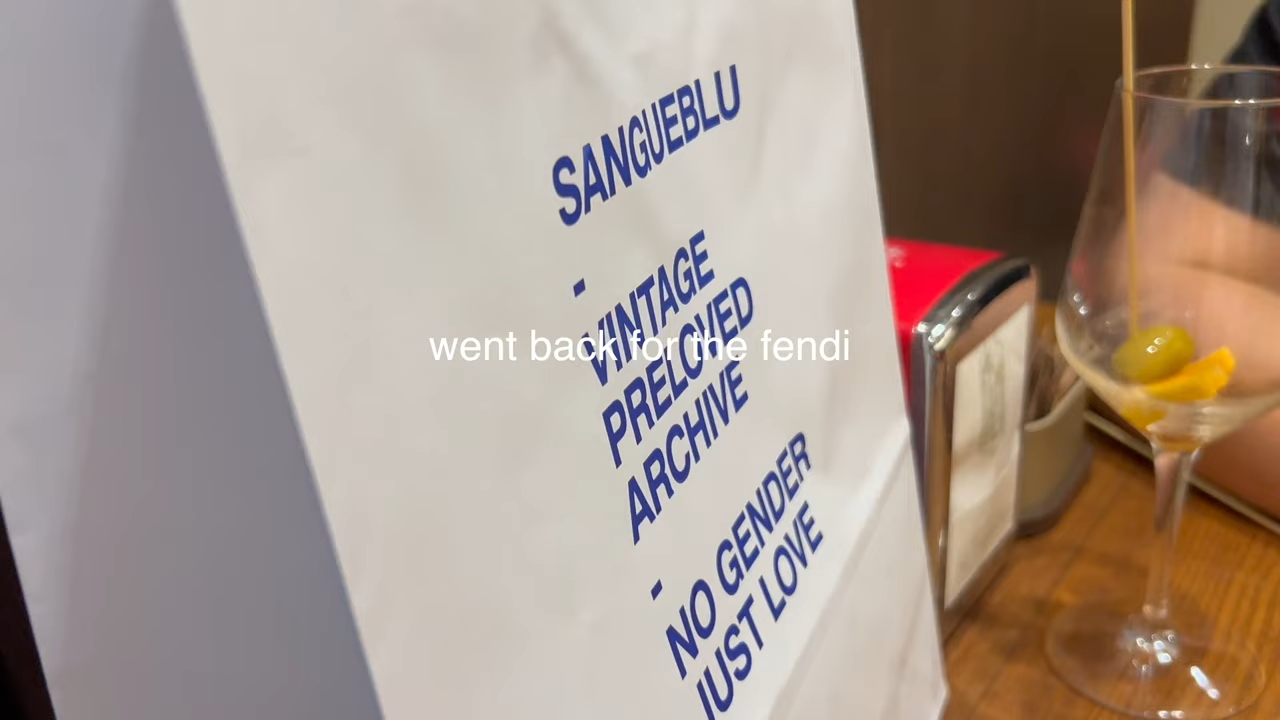 SANGUEBLU
-
VINTAGE
went back for the fendi
PRELOVED
ARCHIVE
-
NO GENDER
JUST LOVE